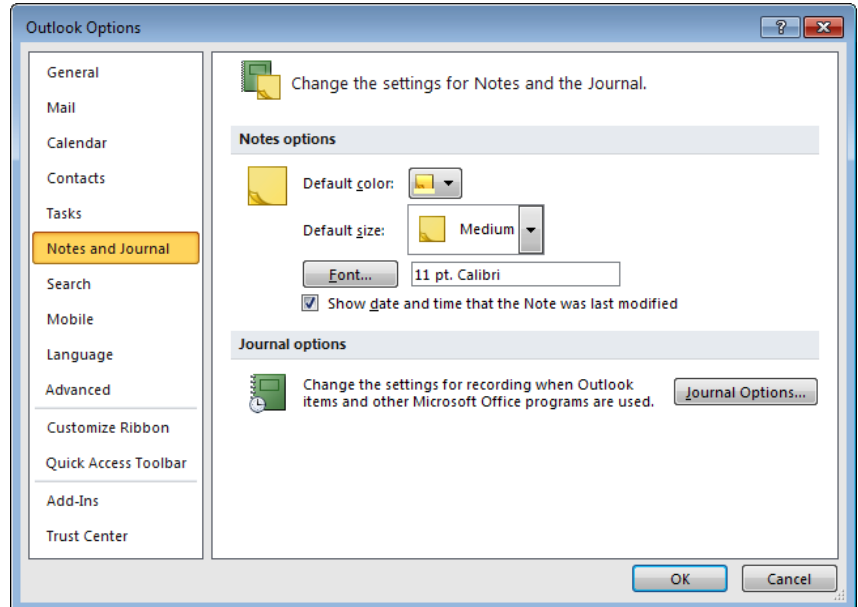 Outlook Options
General
Mail
Calendar
Contacts
Tasks
Notes and Journal
Search
Mobile
Language
Advanced
Customize Ribbon
Quick Access Toolbar
Add-Ins
Trust Center
Change the settings for Notes and the Journal.
Notes options
Default color:
Default size: Medium
Font... 11 pt. Calibri
Show date and time that the Note was last modified
Journal options
Change the settings for recording when Outlook
items and other Microsoft Office programs are used.
Journal Options...
OK Cancel